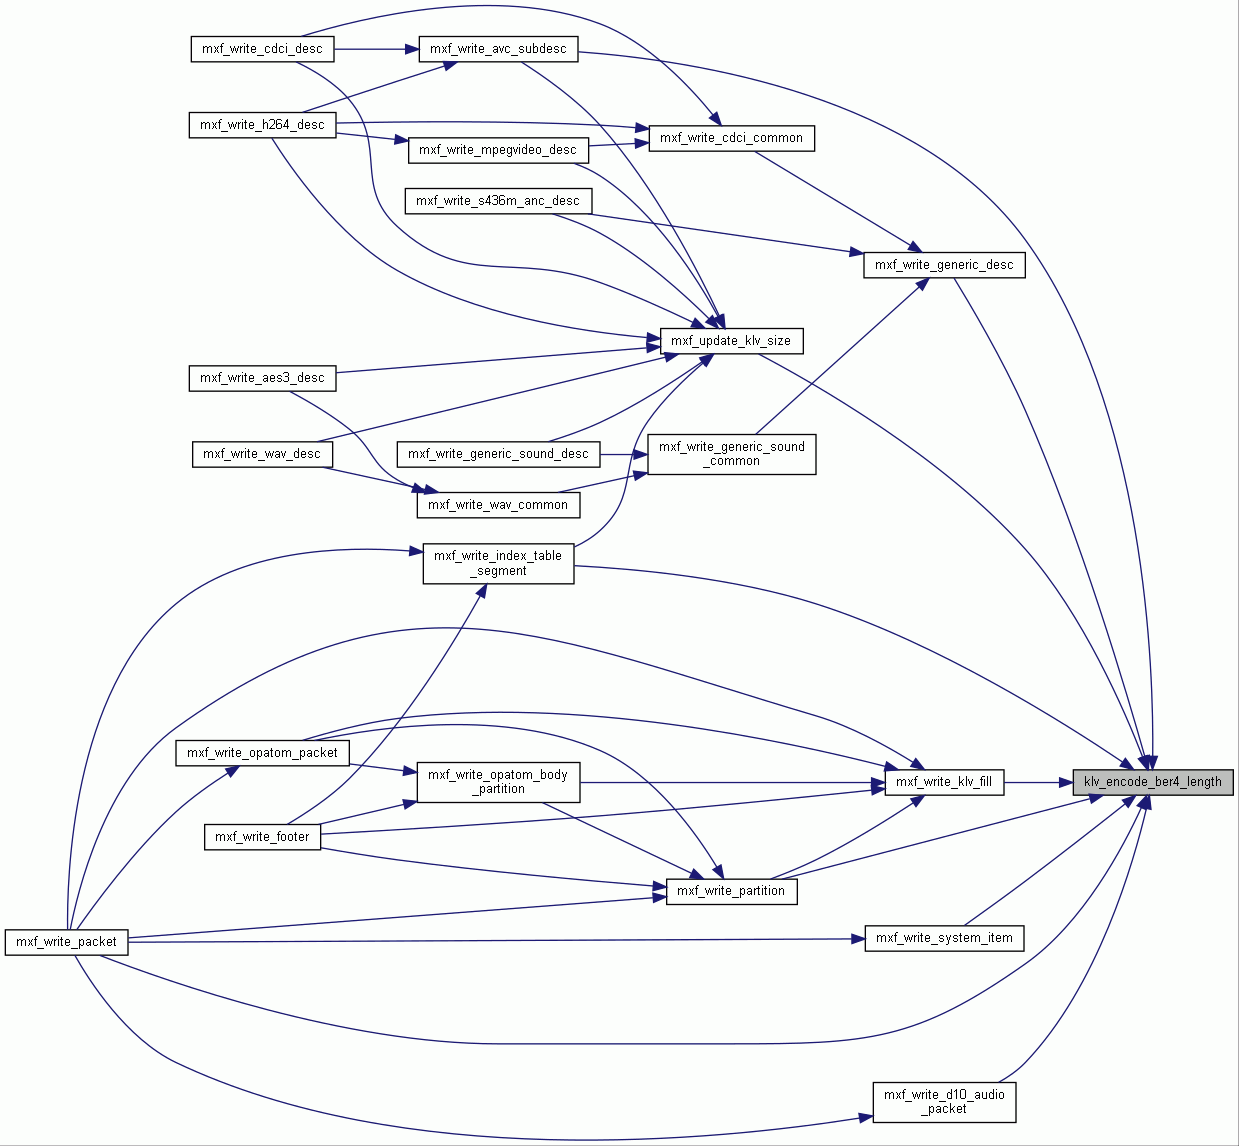 mxf_write_cdci_desc
mxf_write_avc_subdesc
mxf_write_h264_desc
mxf_write_cdci_common
mxf_write_mpegvideo_desc
mxf_write_s436m_anc_desc
mxf_write_generic_desc
mxf_update_klv_size
mxf_write_aes3_desc
mxf_write_wav_desc
mxf_write_generic_sound_desc
mxf_write_generic_sound
_common
mxf_write_wav_common
mxf_write_index_table
_segment
mxf_write_opatom_packet
mxf_write_opatom_body
_partition
mxf_write_klv_fill
klv_encode_ber4_length
mxf_write_footer
mxf_write_partition
mxf_write_packet
mxf_write_system_item
mxf_write_d10_audio
_packet